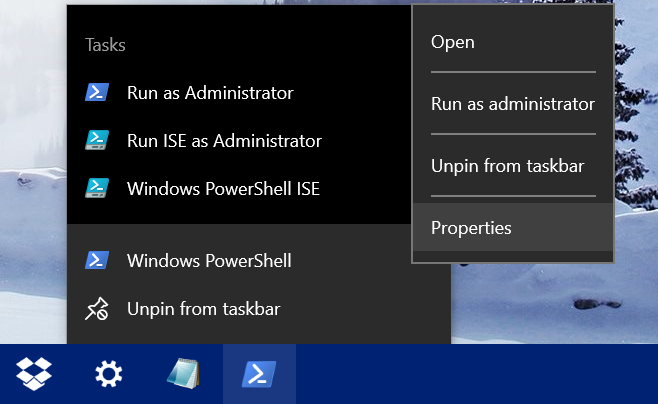 Tasks
Run as Administrator
Run ISE as Administrator
Windows PowerShell ISE
Windows PowerShell
Unpin from taskbar
Open
Run as administrator
Unpin from taskbar
Properties